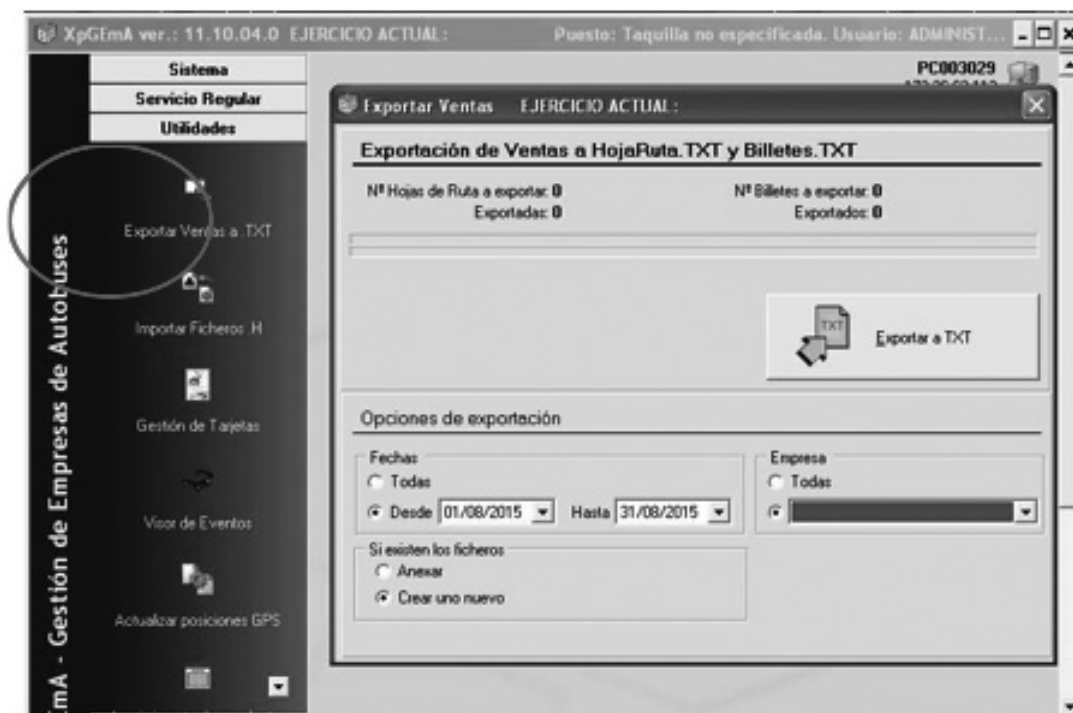 XpGEmA ver.: 11.10.04.0 EJERCICIO ACTUAL: Puesto: Taquilla no especificada. Usuario: ADMINIST...
Sistema
Servicio Regular
Utilidades
Exportar Ventas a .TXT
Importar Ficheros .H
Gestión de Tarjetas
Visor de Eventos
Actualizar posiciones GPS
EmA - Gestión de Empresas de Autobuses
PC003029
Exportar Ventas EJERCICIO ACTUAL:
Exportación de Ventas a HojaRuta.TXT y Billetes.TXT
Nº Hojas de Ruta a exportar: 0 Nº Billetes a exportar: 0
Exportadas: 0 Exportados: 0
TXT
Exportar a TXT
Opciones de exportación
Fechas
Todas
Desde 01/08/2015 Hasta 31/08/2015
Empresa
Todas
Si existen los ficheros
Anexar
Crear uno nuevo